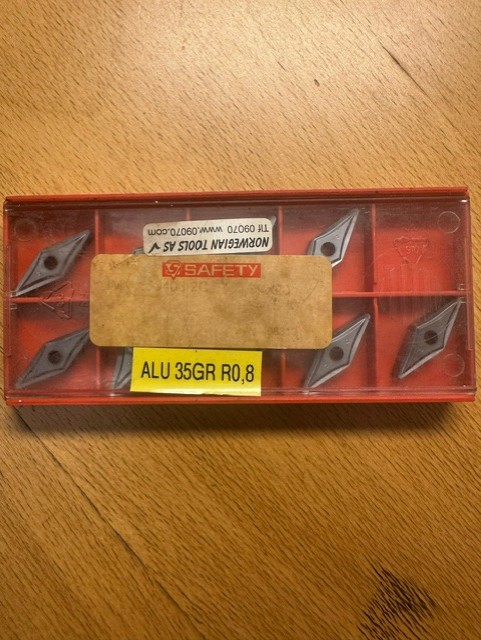 NORWEGIAN TOOLS AS
Tlf 09070 www.09070.com
SAFETY
ALU 35GR R0,8